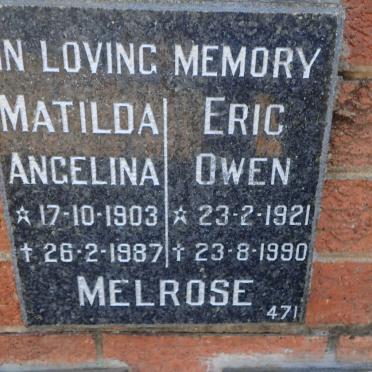 IN LOVING MEMORY
MATILDA ERIC
ANGELINA OWEN
☆ 17-10-1903 ☆ 23-2-1921
✝ 26-2-1987 ✝ 23-8-1990
MELROSE
471